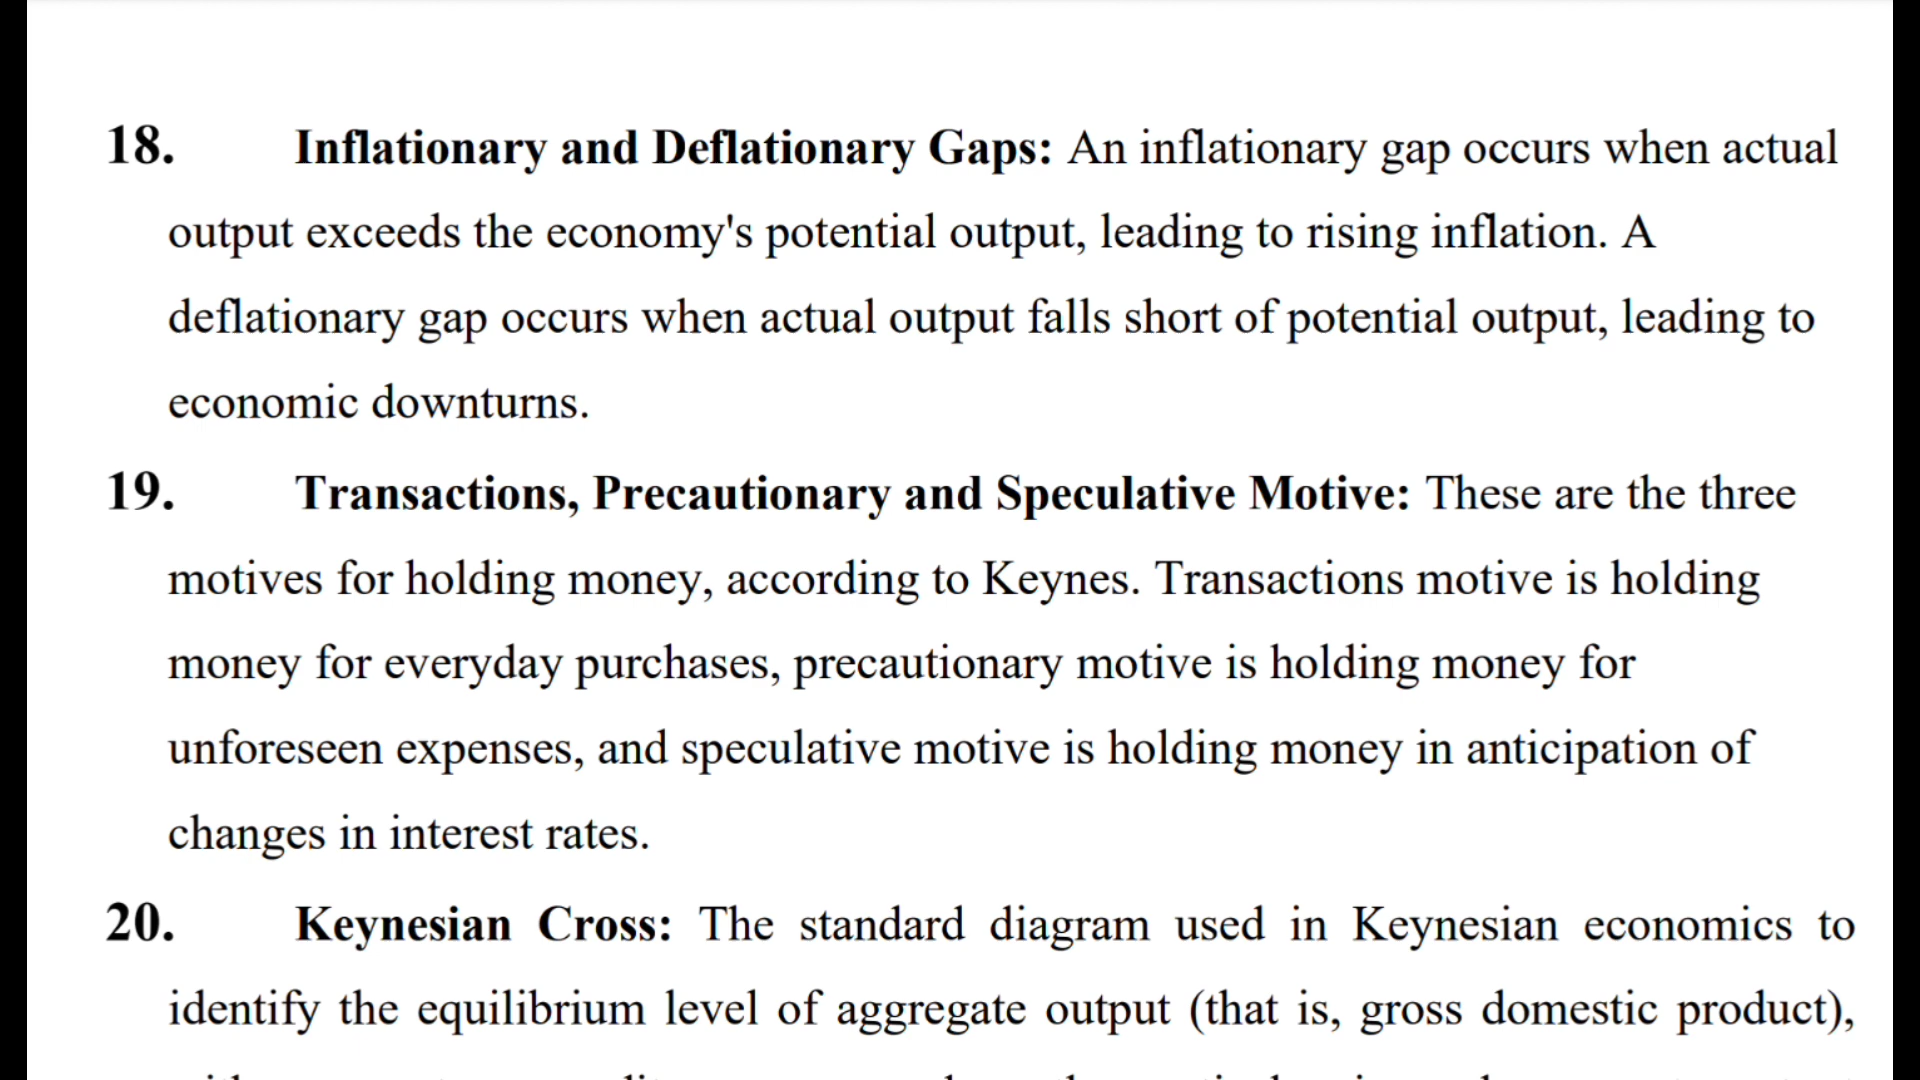 18. Inflationary and Deflationary Gaps: An inflationary gap occurs when actual
output exceeds the economy's potential output, leading to rising inflation. A
deflationary gap occurs when actual output falls short of potential output, leading to
economic downturns.
19. Transactions, Precautionary and Speculative Motive: These are the three
motives for holding money, according to Keynes. Transactions motive is holding
money for everyday purchases, precautionary motive is holding money for
unforeseen expenses, and speculative motive is holding money in anticipation of
changes in interest rates.
20. Keynesian Cross: The standard diagram used in Keynesian economics to
identify the equilibrium level of aggregate output (that is, gross domestic product),